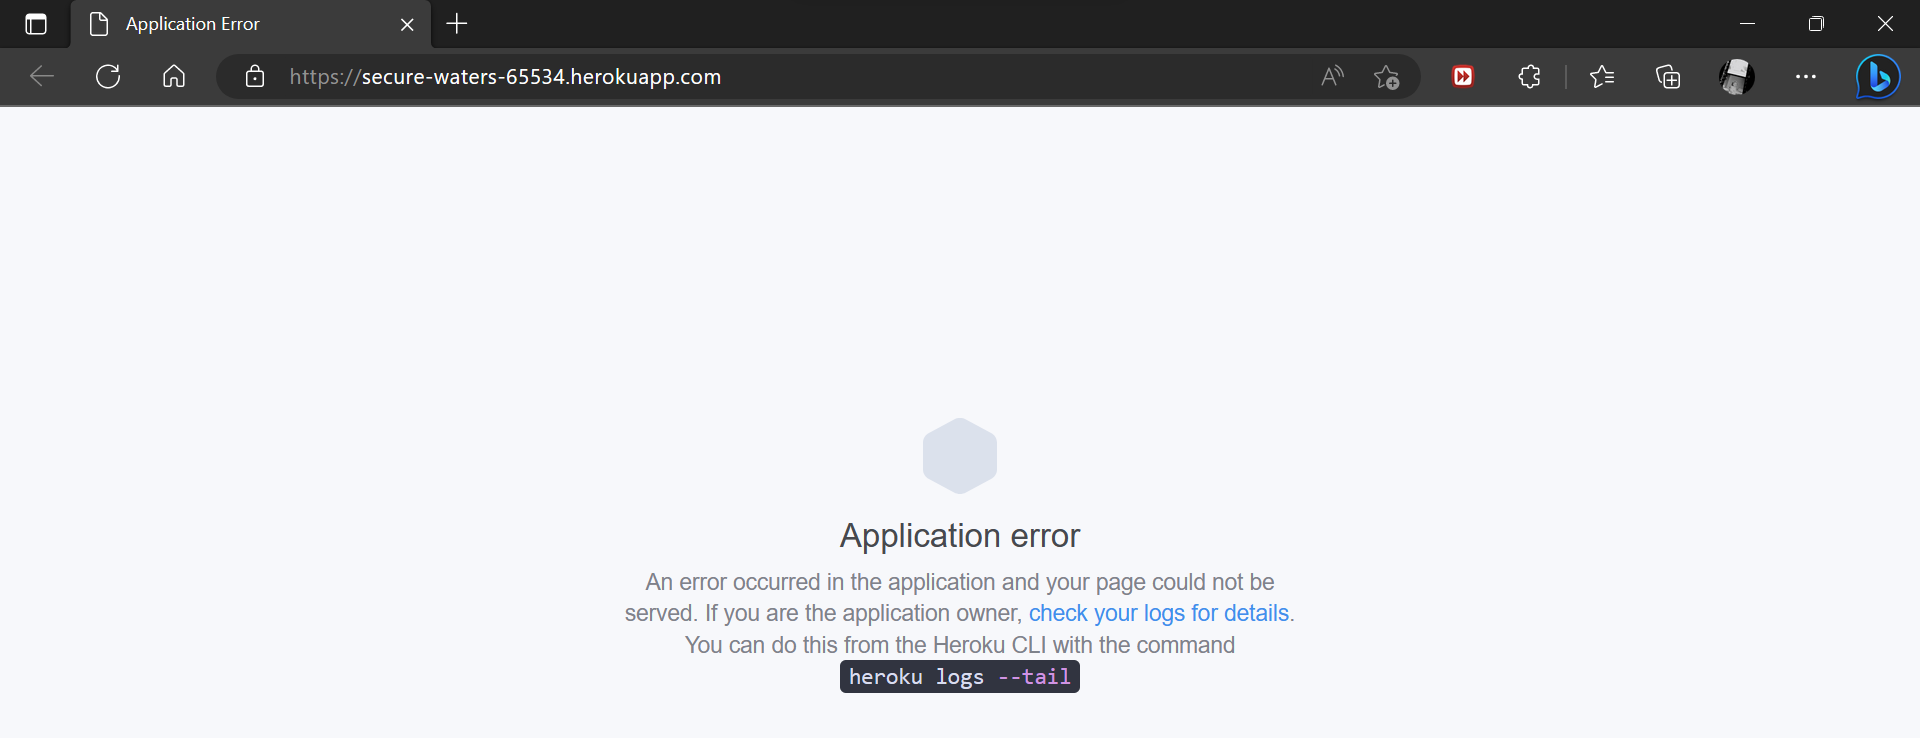 Application Error
https://secure-waters-65534.herokuapp.com
Application error
An error occurred in the application and your page could not be
served. If you are the application owner, check your logs for details.
You can do this from the Heroku CLI with the command
heroku logs --tail